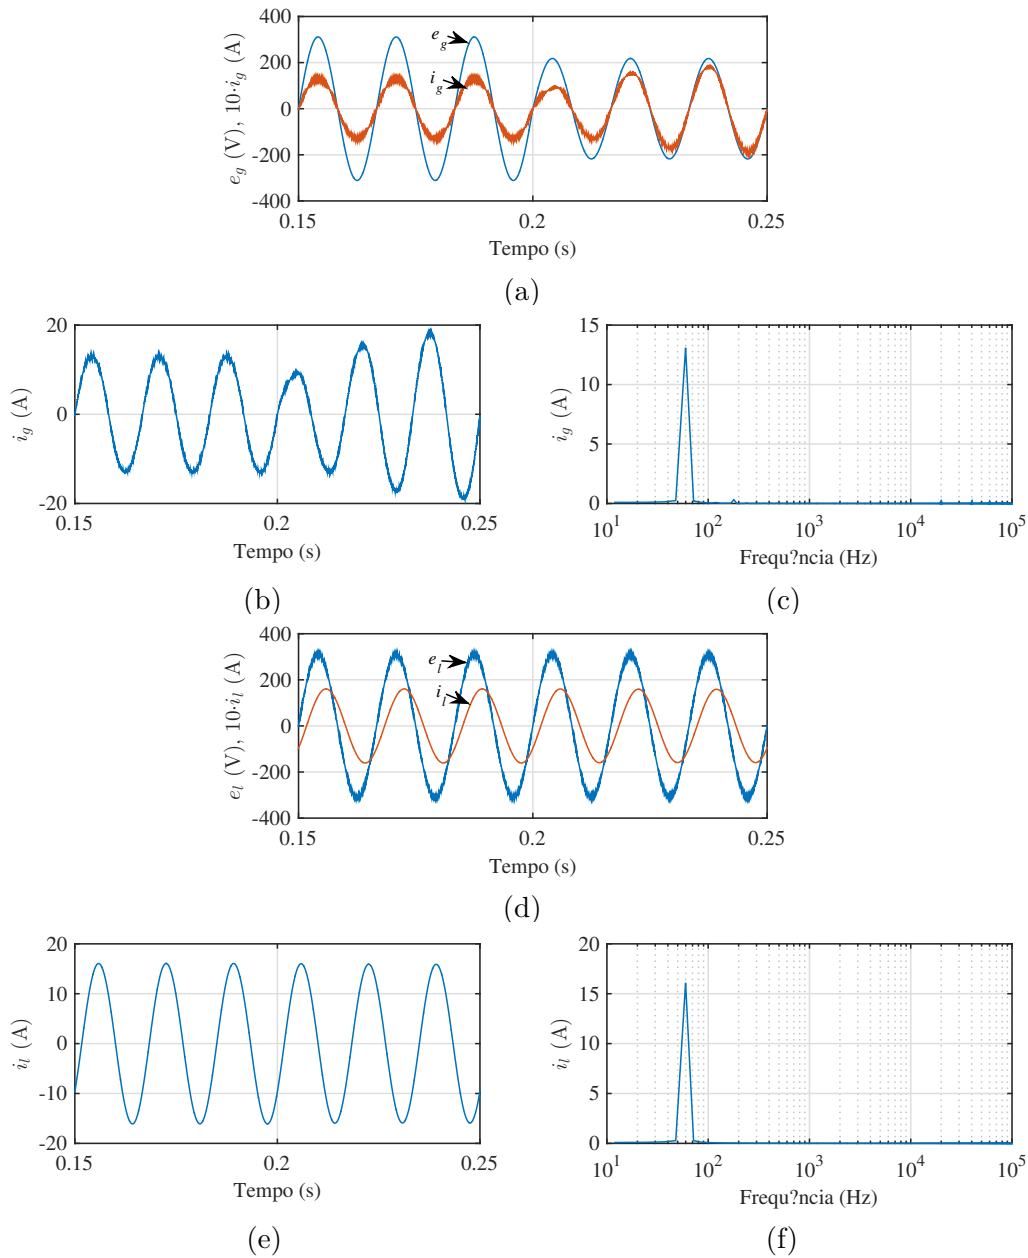 400
200
0
-200
-400
e_g (V), 10·i_g (A)
e_g
i_g
0.15
0.2
0.25
Tempo (s)
(a)
20
0
-20
i_g (A)
0.15
0.2
0.25
Tempo (s)
(b)
15
10
5
0
i_g (A)
10^1
10^2
10^3
10^4
10^5
Frequ?ncia (Hz)
(c)
400
200
0
-200
-400
e_l (V), 10·i_l (A)
e_l
i_l
0.15
0.2
0.25
Tempo (s)
(d)
20
10
0
-10
-20
i_l (A)
0.15
0.2
0.25
Tempo (s)
(e)
20
15
10
5
0
i_l (A)
10^1
10^2
10^3
10^4
10^5
Frequ?ncia (Hz)
(f)